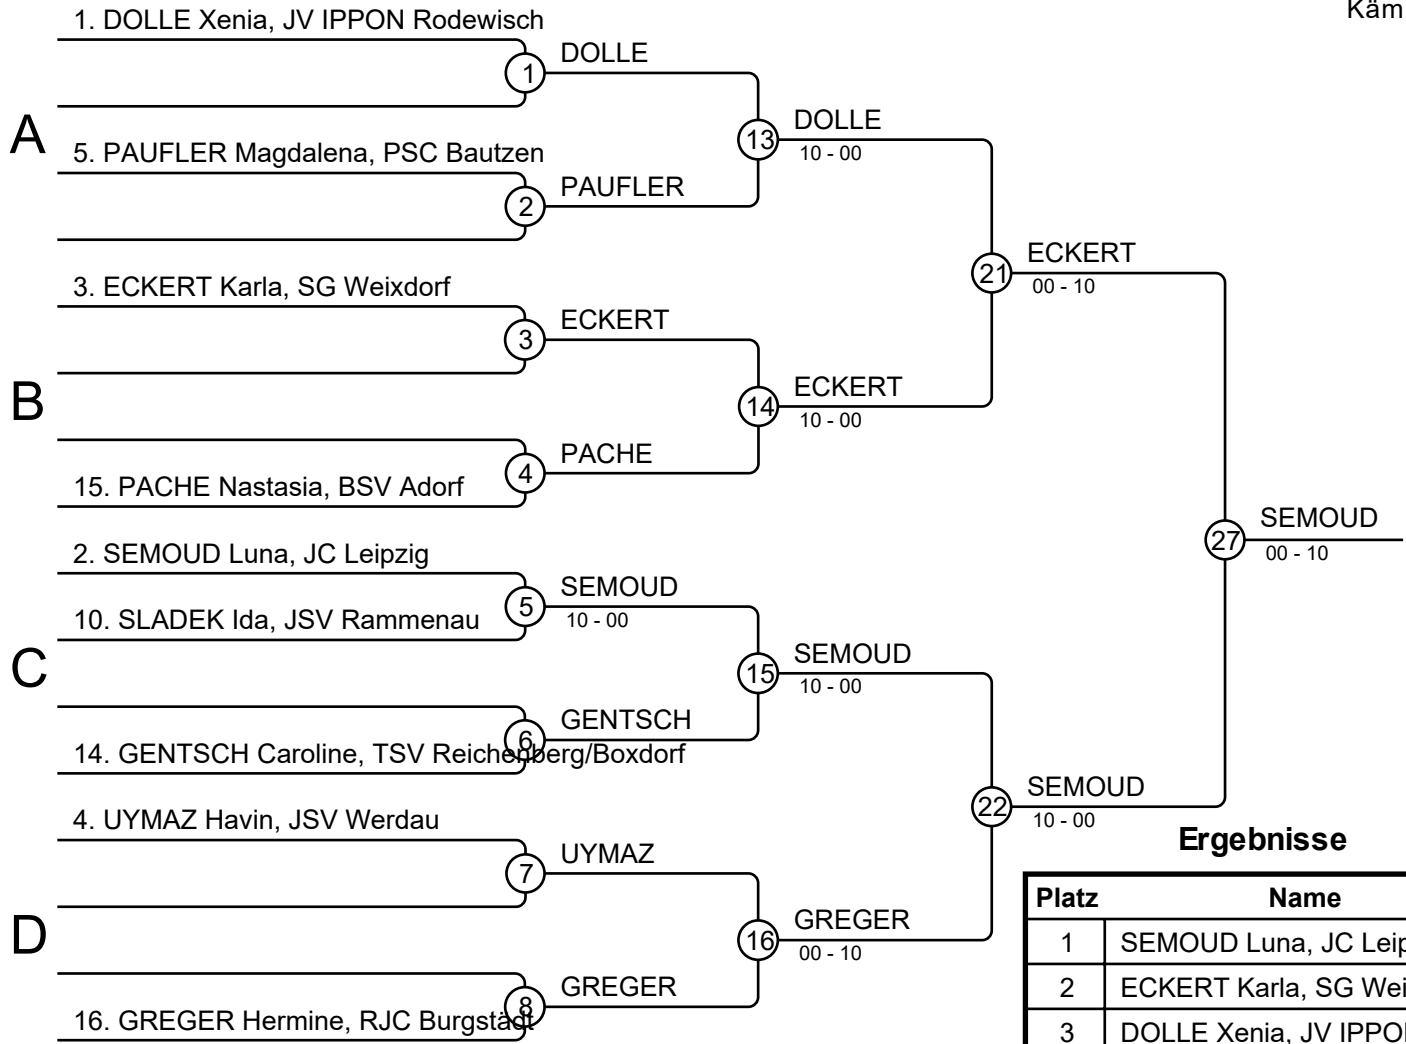 Käm
1. DOLLE Xenia, JV IPPON Rodewisch
1
DOLLE
A
13
DOLLE
10 - 00
5. PAUFLER Magdalena, PSC Bautzen
2
PAUFLER
21
ECKERT
00 - 10
3. ECKERT Karla, SG Weixdorf
3
ECKERT
B
14
ECKERT
10 - 00
4
PACHE
15. PACHE Nastasia, BSV Adorf
27
SEMOUD
00 - 10
2. SEMOUD Luna, JC Leipzig
5
SEMOUD
10 - 00
10. SLADEK Ida, JSV Rammenau
C
15
SEMOUD
10 - 00
6
GENTSCH
14. GENTSCH Caroline, TSV Reichenberg/Boxdorf
22
SEMOUD
10 - 00
4. UYMAZ Havin, JSV Werdau
7
UYMAZ
D
16
GREGER
00 - 10
8
GREGER
16. GREGER Hermine, RJC Burgstädt
Ergebnisse
Platz Name
1 SEMOUD Luna, JC Leip
2 ECKERT Karla, SG Wei
3 DOLLE Xenia, JV IPPO